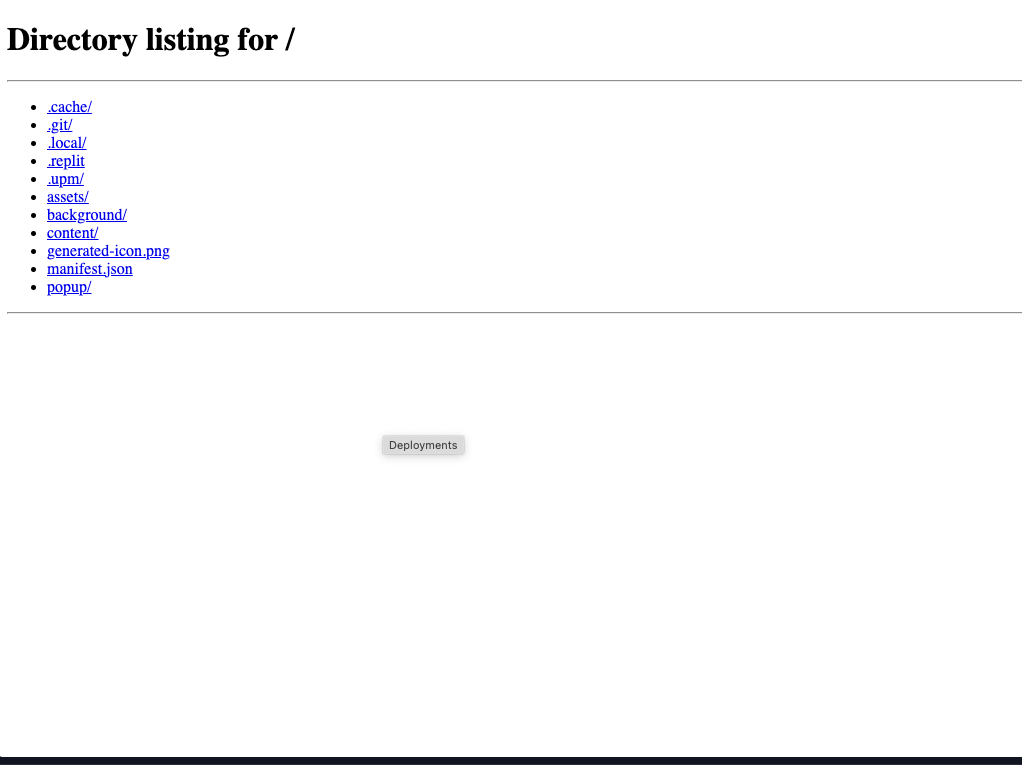 Directory listing for /
.cache/
.git/
.local/
.replit
.upm/
assets/
background/
content/
generated-icon.png
manifest.json
popup/
Deployments